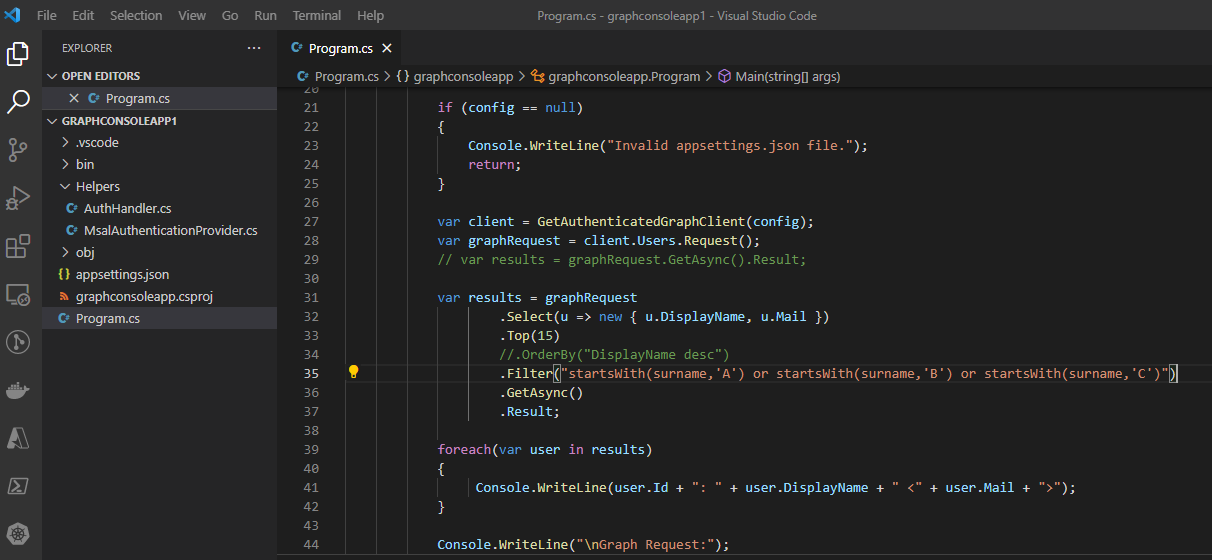 File Edit Selection View Go Run Terminal Help Program.cs - graphconsoleapp1 - Visual Studio Code
EXPLORER ···
OPEN EDITORS
Program.cs
GRAPHCONSOLEAPP1
.vscode
bin
Helpers
AuthHandler.cs
MsalAuthenticationProvider.cs
obj
{} appsettings.json
graphconsoleapp.csproj
Program.cs
Program.cs
Program.cs > {} graphconsoleapp > graphconsoleapp.Program > Main(string[] args)
20
21 if (config == null)
22 {
23 Console.WriteLine("Invalid appsettings.json file.");
24 return;
25 }
26
27 var client = GetAuthenticatedGraphClient(config);
28 var graphRequest = client.Users.Request();
29 // var results = graphRequest.GetAsync().Result;
30
31 var results = graphRequest
32 .Select(u => new { u.DisplayName, u.Mail })
33 .Top(15)
34 //.OrderBy("DisplayName desc")
35 .Filter("startsWith(surname,'A') or startsWith(surname,'B') or startsWith(surname,'C')")
36 .GetAsync()
37 .Result;
38
39 foreach(var user in results)
40 {
41 Console.WriteLine(user.Id + ": " + user.DisplayName + " <" + user.Mail + ">");
42 }
43
44 Console.WriteLine("\nGraph Request:");